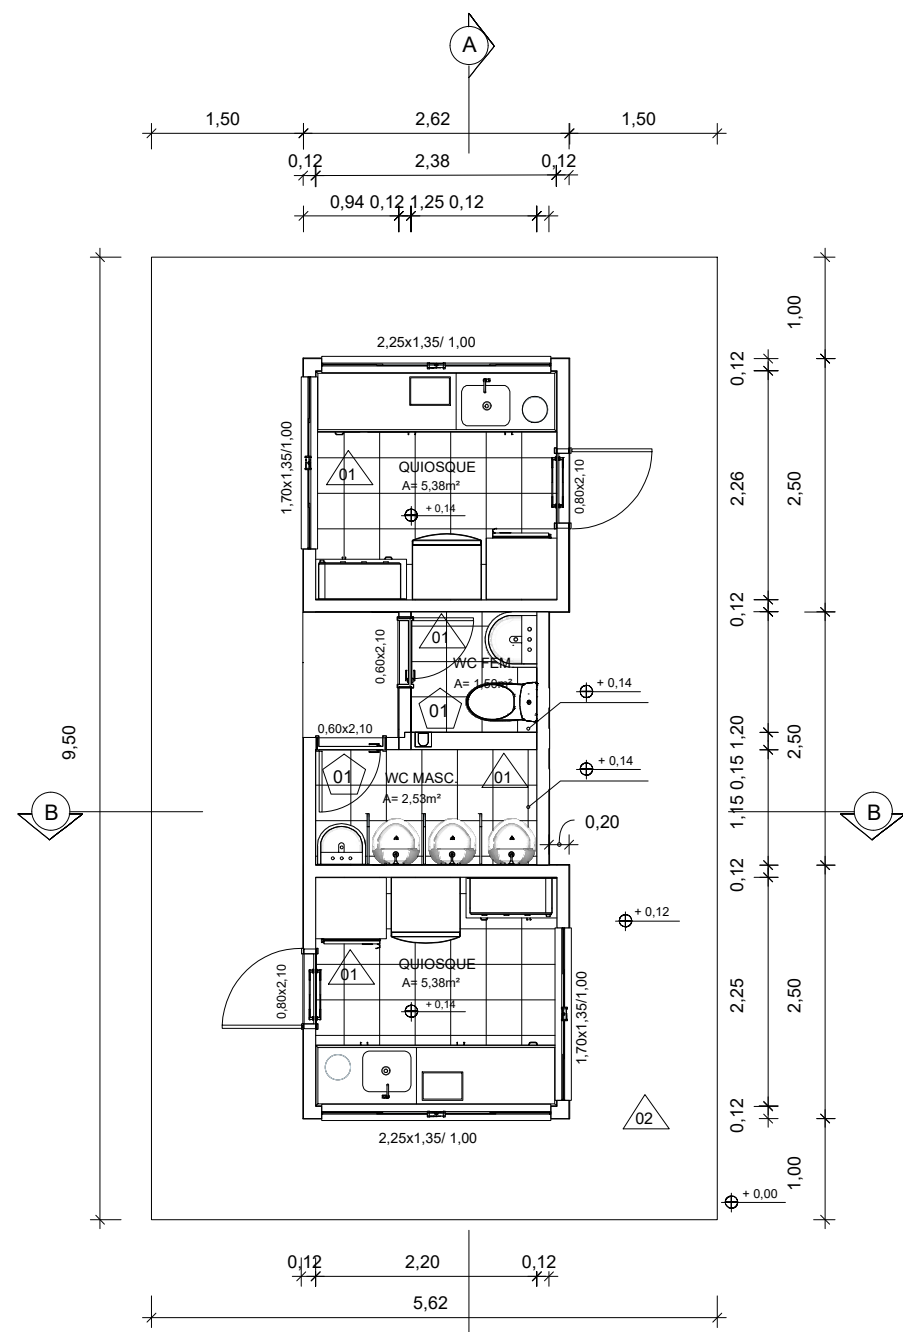 A
1,50 2,62 1,50
0,12 2,38 0,12
0,94 0,12 1,25 0,12
1,00
2,25x1,35/ 1,00
0,12
1,70x1,35/1,00
QUIOSQUE
01
A= 5,38m²
0,80x2,10
2,26
2,50
+ 0,14
0,12
0,60x2,10
01
WC FEM.
A= 1,50m²
+ 0,14
01
0,60x2,10
9,50
1,20
2,50
0,15
+ 0,14
01
WC MASC.
01
A= 2,53m²
1,15
B
B
0,20
0,12
+ 0,12
QUIOSQUE
01
A= 5,38m²
0,80x2,10
+ 0,14
1,70x1,35/1,00
2,25
2,50
02
0,12
2,25x1,35/ 1,00
1,00
+ 0,00
0,12 2,20 0,12
5,62